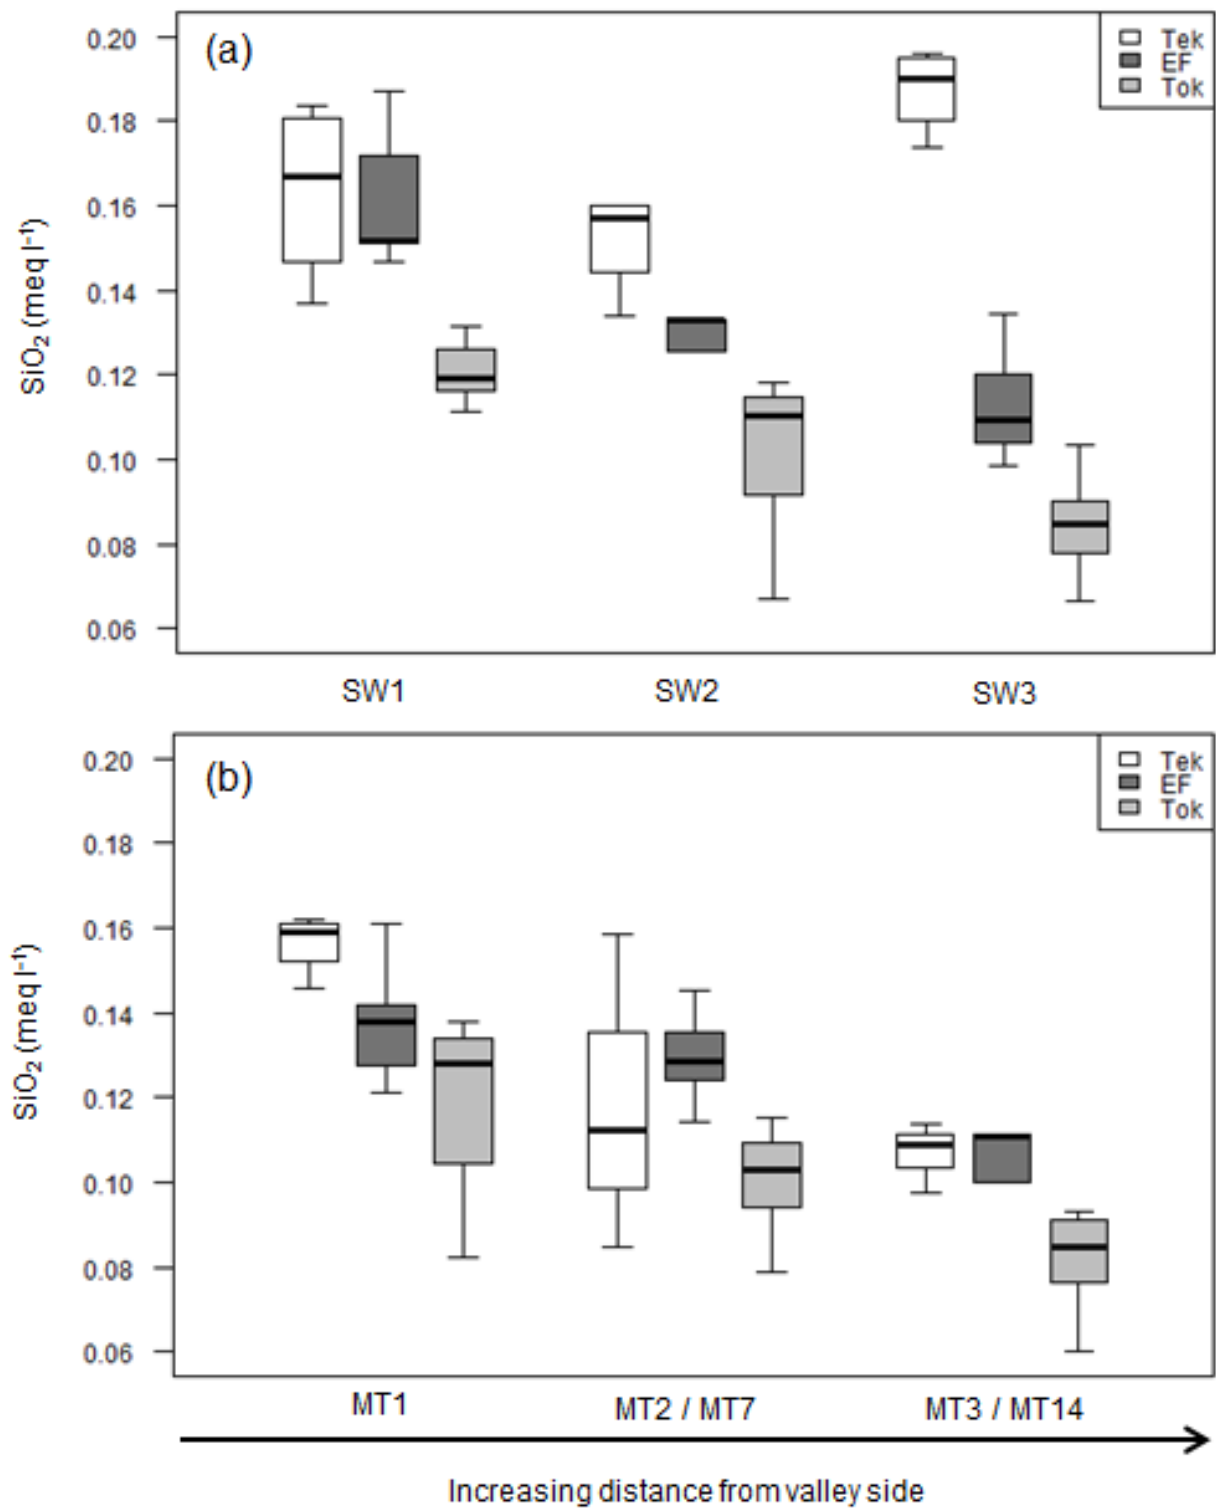 (a)
Tek
EF
Tok
0.20
0.18
0.16
0.14
0.12
0.10
0.08
0.06
SiO₂ (meq l⁻¹)
SW1 SW2 SW3
(b)
Tek
EF
Tok
0.20
0.18
0.16
0.14
0.12
0.10
0.08
0.06
SiO₂ (meq l⁻¹)
MT1 MT2 / MT7 MT3 / MT14
Increasing distance from valley side